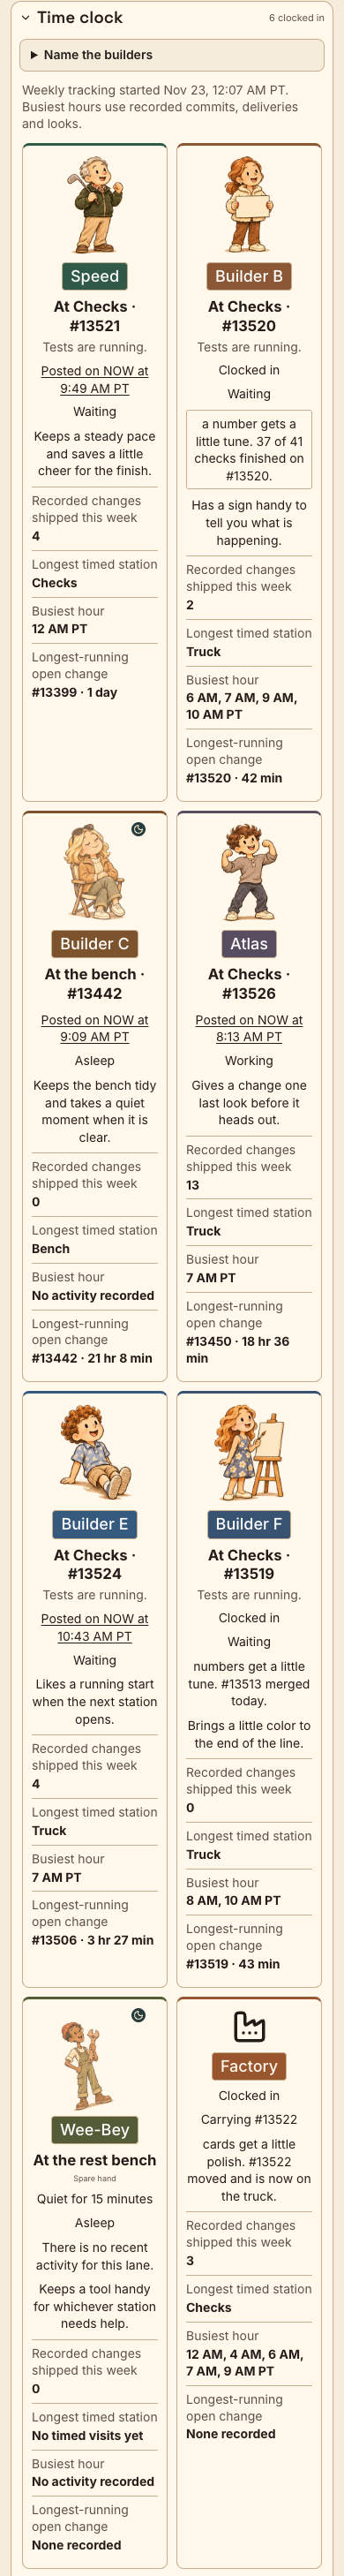 Time clock
6 clocked in
Name the builders
Weekly tracking started Nov 23, 12:07 AM PT.
Busiest hours use recorded commits, deliveries
and looks.
Speed
At Checks ·
#13521
Tests are running.
Posted on NOW at
9:49 AM PT
Waiting
Keeps a steady pace
and saves a little
cheer for the finish.
Recorded changes
shipped this week
4
Longest timed station
Checks
Busiest hour
12 AM PT
Longest-running
open change
#13399 · 1 day
Builder B
At Checks ·
#13520
Tests are running.
Clocked in
Waiting
a number gets a
little tune. 37 of 41
checks finished on
#13520.
Has a sign handy to
tell you what is
happening.
Recorded changes
shipped this week
2
Longest timed station
Truck
Busiest hour
6 AM, 7 AM, 9 AM,
10 AM PT
Longest-running
open change
#13520 · 42 min
Builder C
At the bench ·
#13442
Posted on NOW at
9:09 AM PT
Asleep
Keeps the bench tidy
and takes a quiet
moment when it is
clear.
Recorded changes
shipped this week
0
Longest timed station
Bench
Busiest hour
No activity recorded
Longest-running
open change
#13442 · 21 hr 8 min
Atlas
At Checks ·
#13526
Posted on NOW at
8:13 AM PT
Working
Gives a change one
last look before it
heads out.
Recorded changes
shipped this week
13
Longest timed station
Truck
Busiest hour
7 AM PT
Longest-running
open change
#13450 · 18 hr 36
min
Builder E
At Checks ·
#13524
Tests are running.
Posted on NOW at
10:43 AM PT
Waiting
Likes a running start
when the next station
opens.
Recorded changes
shipped this week
4
Longest timed station
Truck
Busiest hour
7 AM PT
Longest-running
open change
#13506 · 3 hr 27 min
Builder F
At Checks ·
#13519
Tests are running.
Clocked in
Waiting
numbers get a little
tune. #13513 merged
today.
Brings a little color to
the end of the line.
Recorded changes
shipped this week
0
Longest timed station
Truck
Busiest hour
8 AM, 10 AM PT
Longest-running
open change
#13519 · 43 min
Wee-Bey
At the rest bench
Spare hand
Quiet for 15 minutes
Asleep
There is no recent
activity for this lane.
Keeps a tool handy
for whichever station
needs help.
Recorded changes
shipped this week
0
Longest timed station
No timed visits yet
Busiest hour
No activity recorded
Longest-running
open change
None recorded
Factory
Clocked in
Carrying #13522
cards get a little
polish. #13522
moved and is now on
the truck.
Recorded changes
shipped this week
3
Longest timed station
Checks
Busiest hour
12 AM, 4 AM, 6 AM,
7 AM, 9 AM PT
Longest-running
open change
None recorded